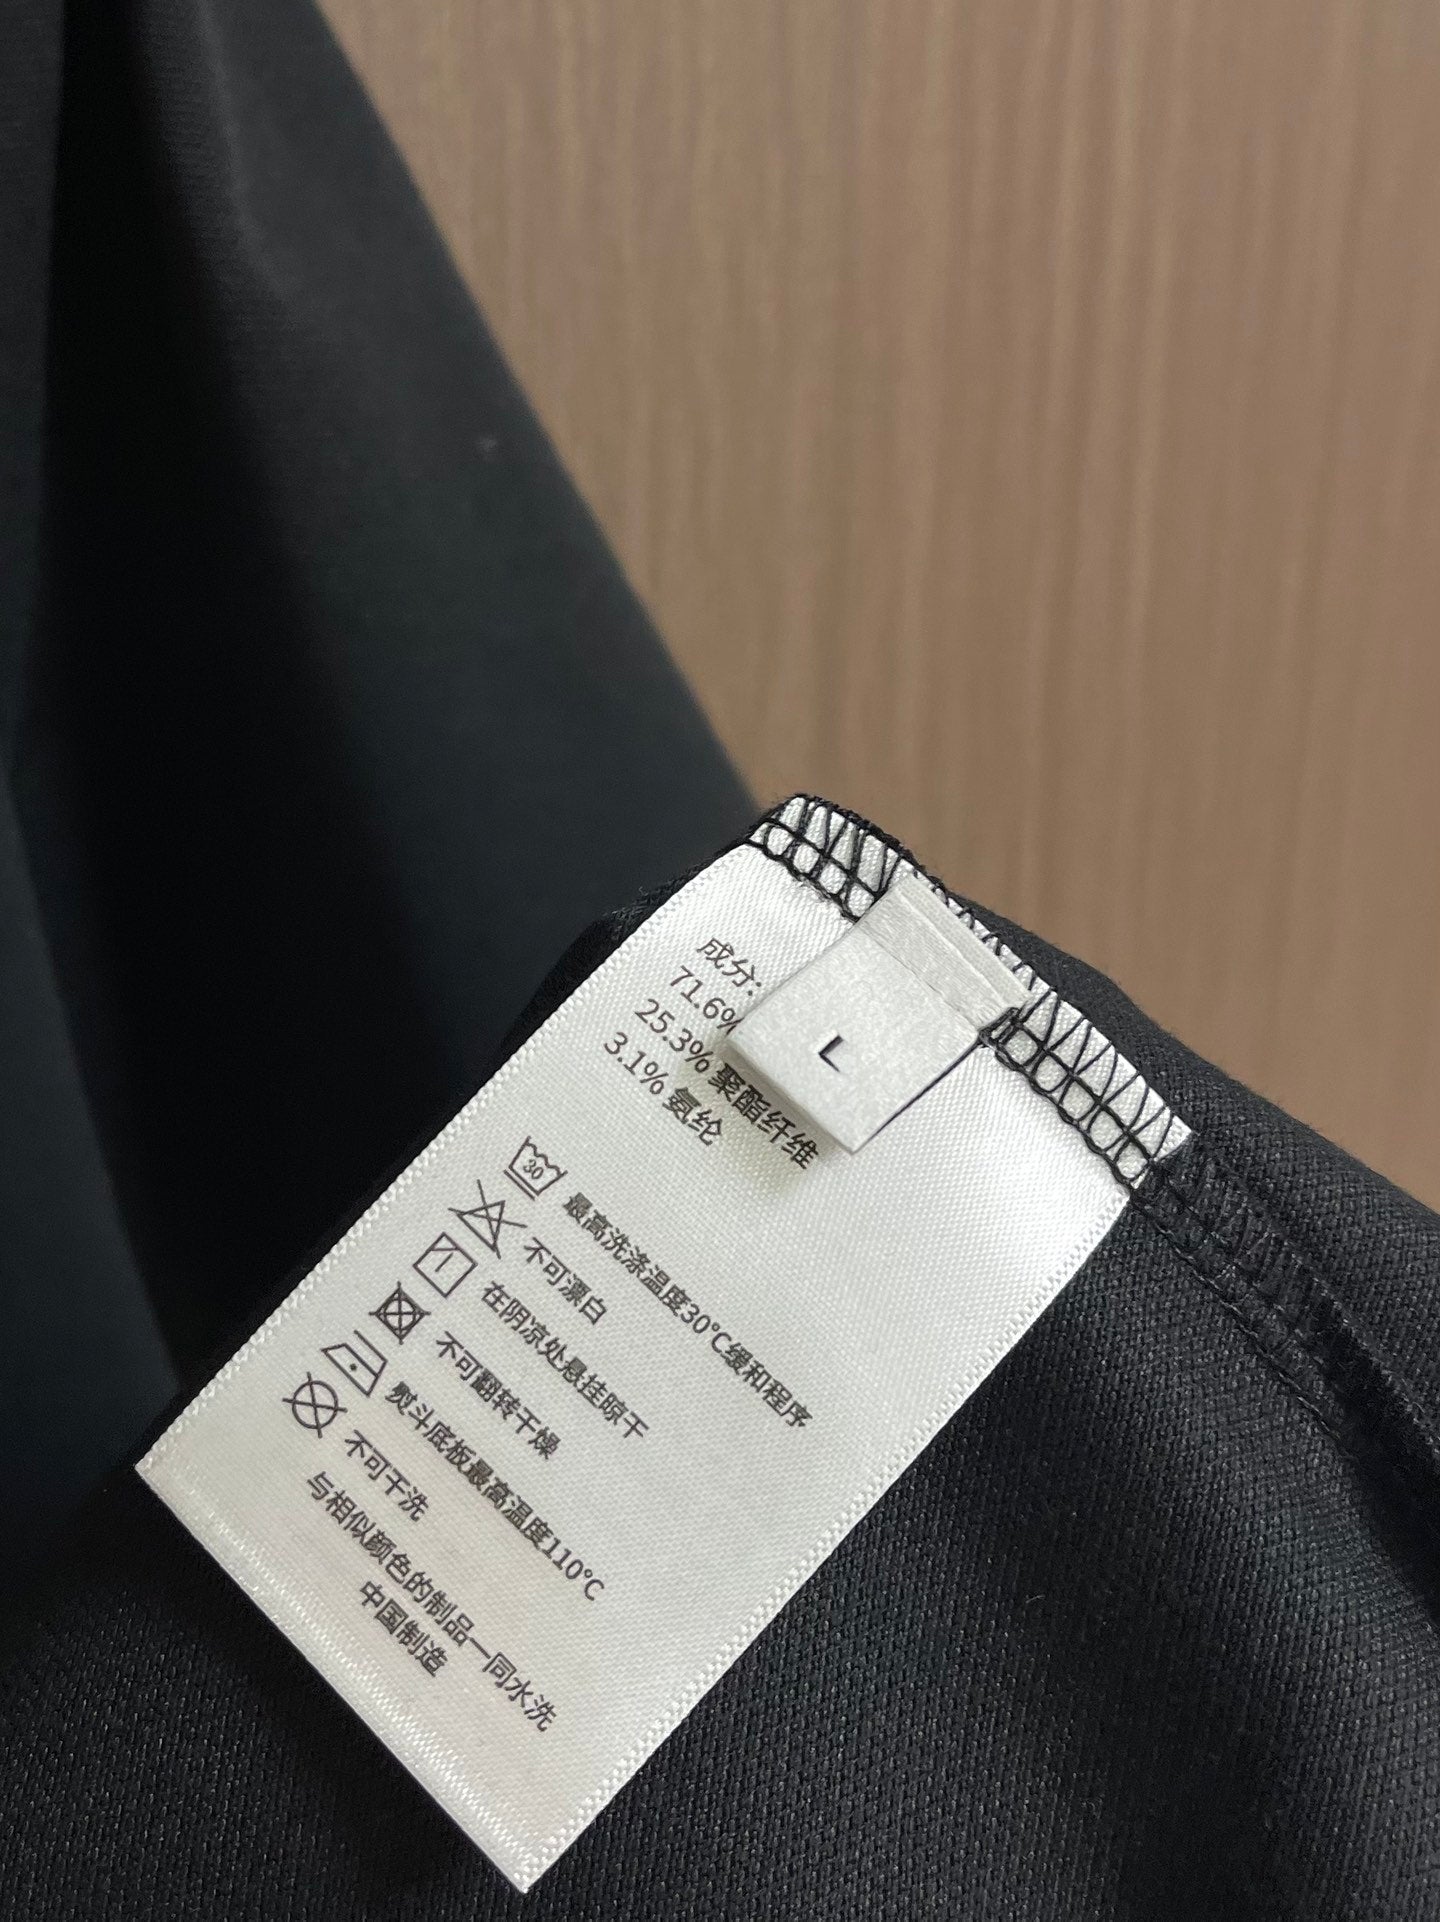 成分:
71.6%
25.3% 聚酯纤维
3.1% 氨纶
L
30
最高洗涤温度30°C缓和程序
不可漂白
在阴凉处悬挂晾干
不可翻转干燥
熨斗底板最高温度110°C
不可干洗
与相似颜色的制品一同水洗
中国制造